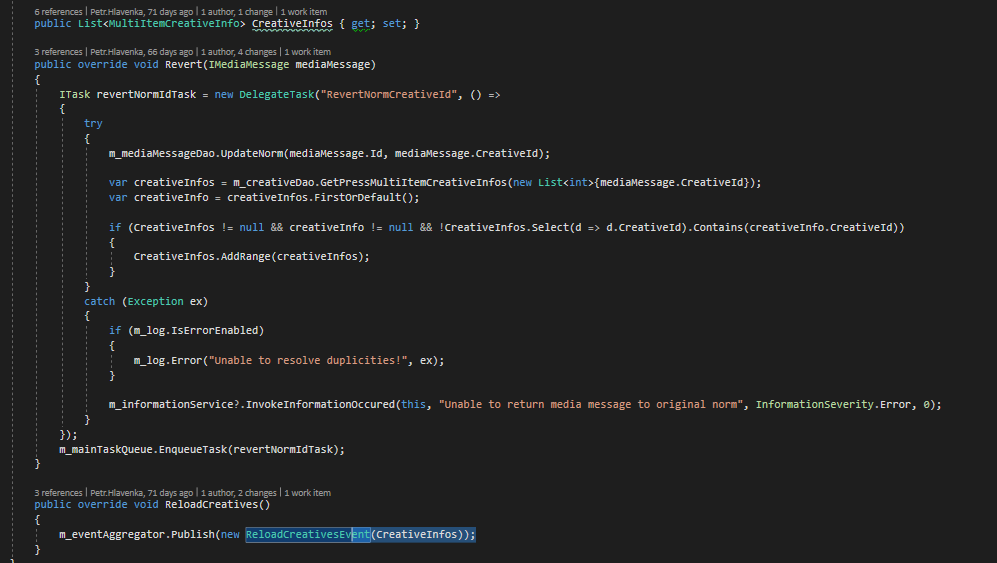 6 references | Petr.Hlavenka, 71 days ago | 1 author, 1 change | 1 work item
public List<MultiItemCreativeInfo> CreativeInfos { get; set; }
3 references | Petr.Hlavenka, 66 days ago | 1 author, 4 changes | 1 work item
public override void Revert(IMediaMessage mediaMessage)
{
ITask revertNormIdTask = new DelegateTask("RevertNormCreativeId", () =>
{
try
{
m_mediaMessageDao.UpdateNorm(mediaMessage.Id, mediaMessage.CreativeId);
var creativeInfos = m_creativeDao.GetPressMultiItemCreativeInfos(new List<int>{mediaMessage.CreativeId});
var creativeInfo = creativeInfos.FirstOrDefault();
if (CreativeInfos != null && creativeInfo != null && !CreativeInfos.Select(d => d.CreativeId).Contains(creativeInfo.CreativeId))
{
CreativeInfos.AddRange(creativeInfos);
}
}
catch (Exception ex)
{
if (m_log.IsErrorEnabled)
{
m_log.Error("Unable to resolve duplicities!", ex);
}
m_informationService?.InvokeInformationOccured(this, "Unable to return media message to original norm", InformationSeverity.Error, 0);
}
});
m_mainTaskQueue.EnqueueTask(revertNormIdTask);
}
3 references | Petr.Hlavenka, 71 days ago | 1 author, 2 changes | 1 work item
public override void ReloadCreatives()
{
m_eventAggregator.Publish(new ReloadCreativesEvent(CreativeInfos));
}